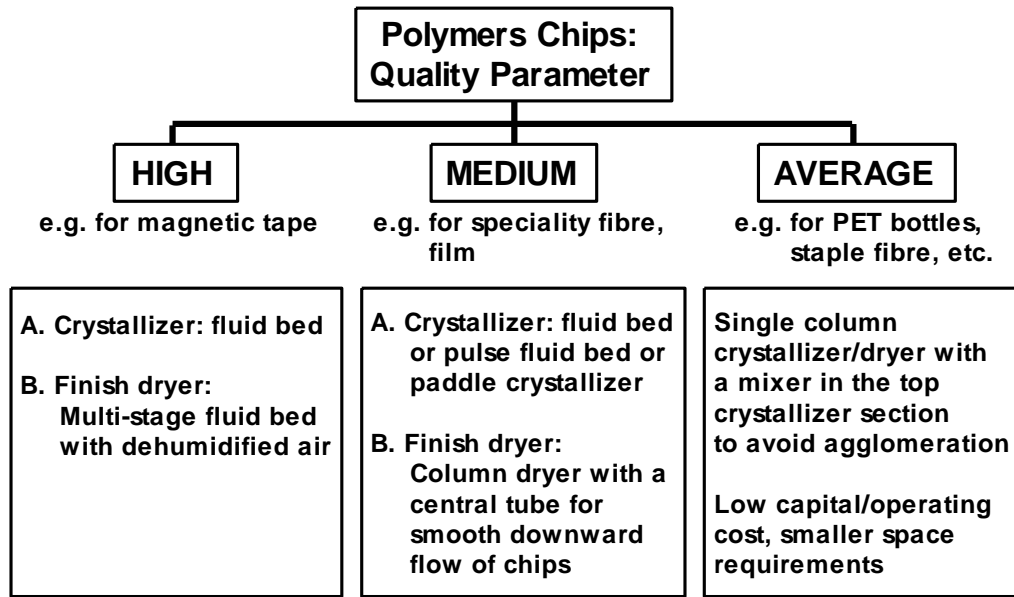 Polymers Chips:
Quality Parameter
HIGH
e.g. for magnetic tape
MEDIUM
e.g. for speciality fibre,
film
AVERAGE
e.g. for PET bottles,
staple fibre, etc.
A. Crystallizer: fluid bed
B. Finish dryer:
Multi-stage fluid bed
with dehumidified air
A. Crystallizer: fluid bed
or pulse fluid bed or
paddle crystallizer
B. Finish dryer:
Column dryer with a
central tube for
smooth downward
flow of chips
Single column
crystallizer/dryer with
a mixer in the top
crystallizer section
to avoid agglomeration
Low capital/operating
cost, smaller space
requirements